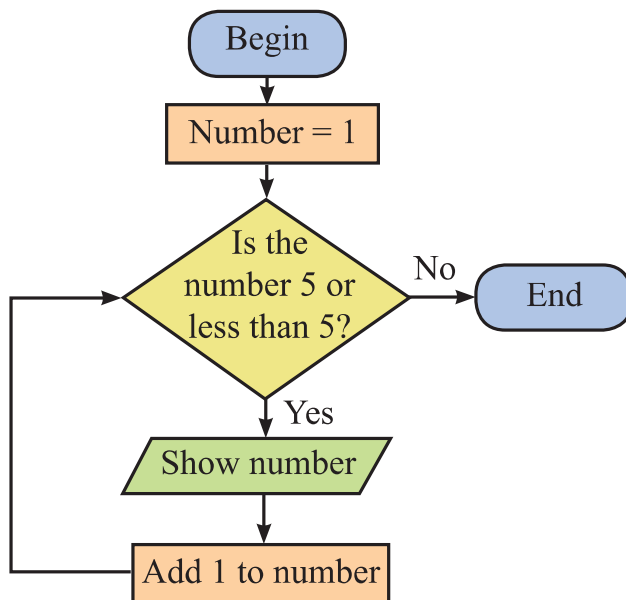 Begin
Number = 1
Is the
number 5 or
less than 5?
No
End
Yes
Show number
Add 1 to number